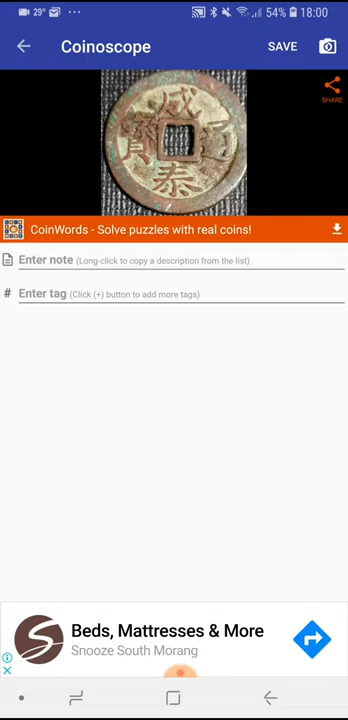 29° ... 54% 18:00
Coinoscope SAVE
SHARE
成
寶 通
泰
CoinWords - Solve puzzles with real coins!
Enter note (Long-click to copy a description from the list)
# Enter tag (Click (+) button to add more tags)
Beds, Mattresses & More
Snooze South Morang